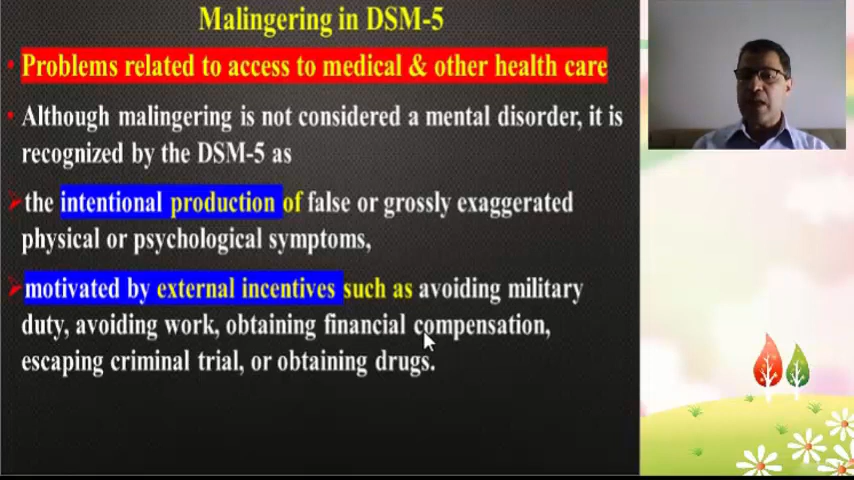 Malingering in DSM-5
• Problems related to access to medical & other health care
• Although malingering is not considered a mental disorder, it is
recognized by the DSM-5 as
➢ the intentional production of false or grossly exaggerated
physical or psychological symptoms,
➢ motivated by external incentives such as avoiding military
duty, avoiding work, obtaining financial compensation,
escaping criminal trial, or obtaining drugs.